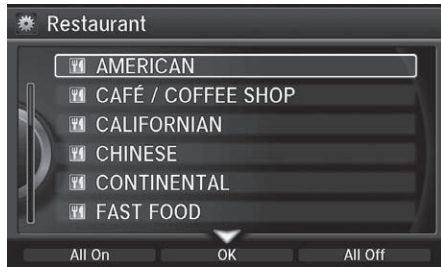 Restaurant
AMERICAN
CAFÉ / COFFEE SHOP
CALIFORNIAN
CHINESE
CONTINENTAL
FAST FOOD
All On OK All Off